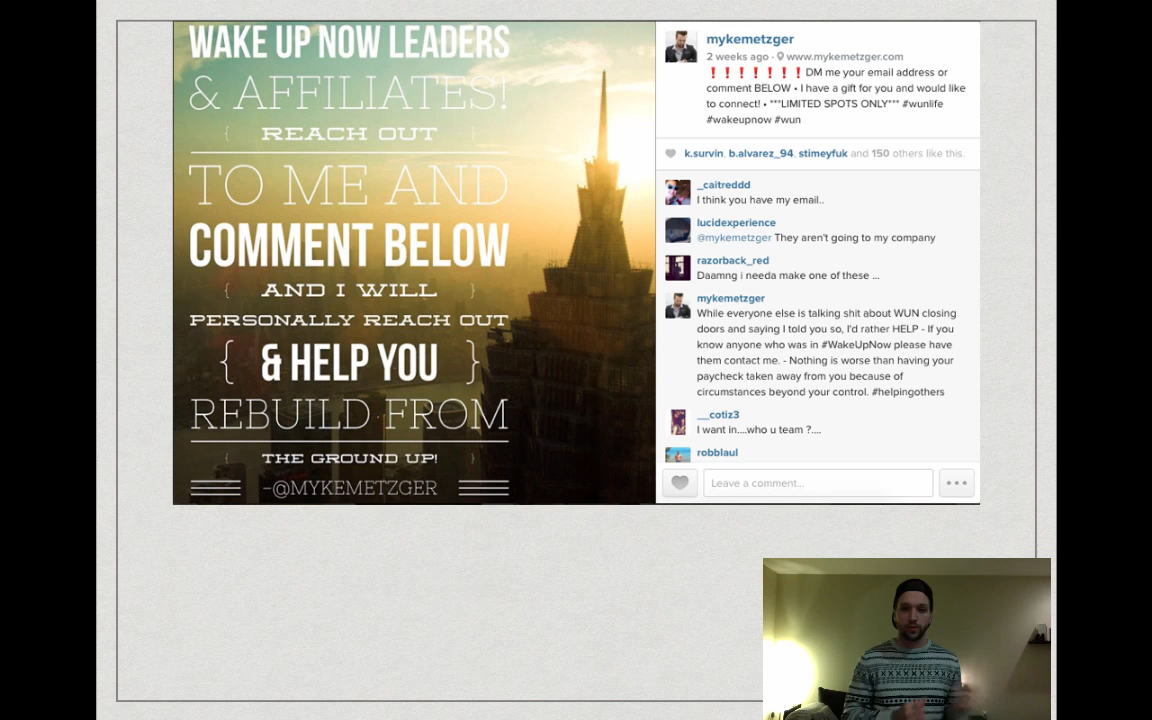 WAKE UP NOW LEADERS
& AFFILIATES!
{ REACH OUT }
TO ME AND
COMMENT BELOW
{ AND I WILL }
PERSONALLY REACH OUT
{ & HELP YOU }
REBUILD FROM
{ THE GROUND UP! }
-@MYKEMETZGER
mykemetzger
2 weeks ago · www.mykemetzger.com
❗❗❗❗❗❗❗DM me your email address or
comment BELOW • I have a gift for you and would like
to connect! • ***LIMITED SPOTS ONLY*** #wunlife
#wakeupnow #wun
k.survin, b.alvarez_94, stimeyfuk and 150 others like this.
_caitreddd
I think you have my email..
lucidexperience
@mykemetzger They aren't going to my company
razorback_red
Daamng i needa make one of these ...
mykemetzger
While everyone else is talking shit about WUN closing
doors and saying I told you so, I'd rather HELP - If you
know anyone who was in #WakeUpNow please have
them contact me. - Nothing is worse than having your
paycheck taken away from you because of
circumstances beyond your control. #helpingothers
__cotiz3
I want in....who u team ?....
robblaul
Leave a comment...